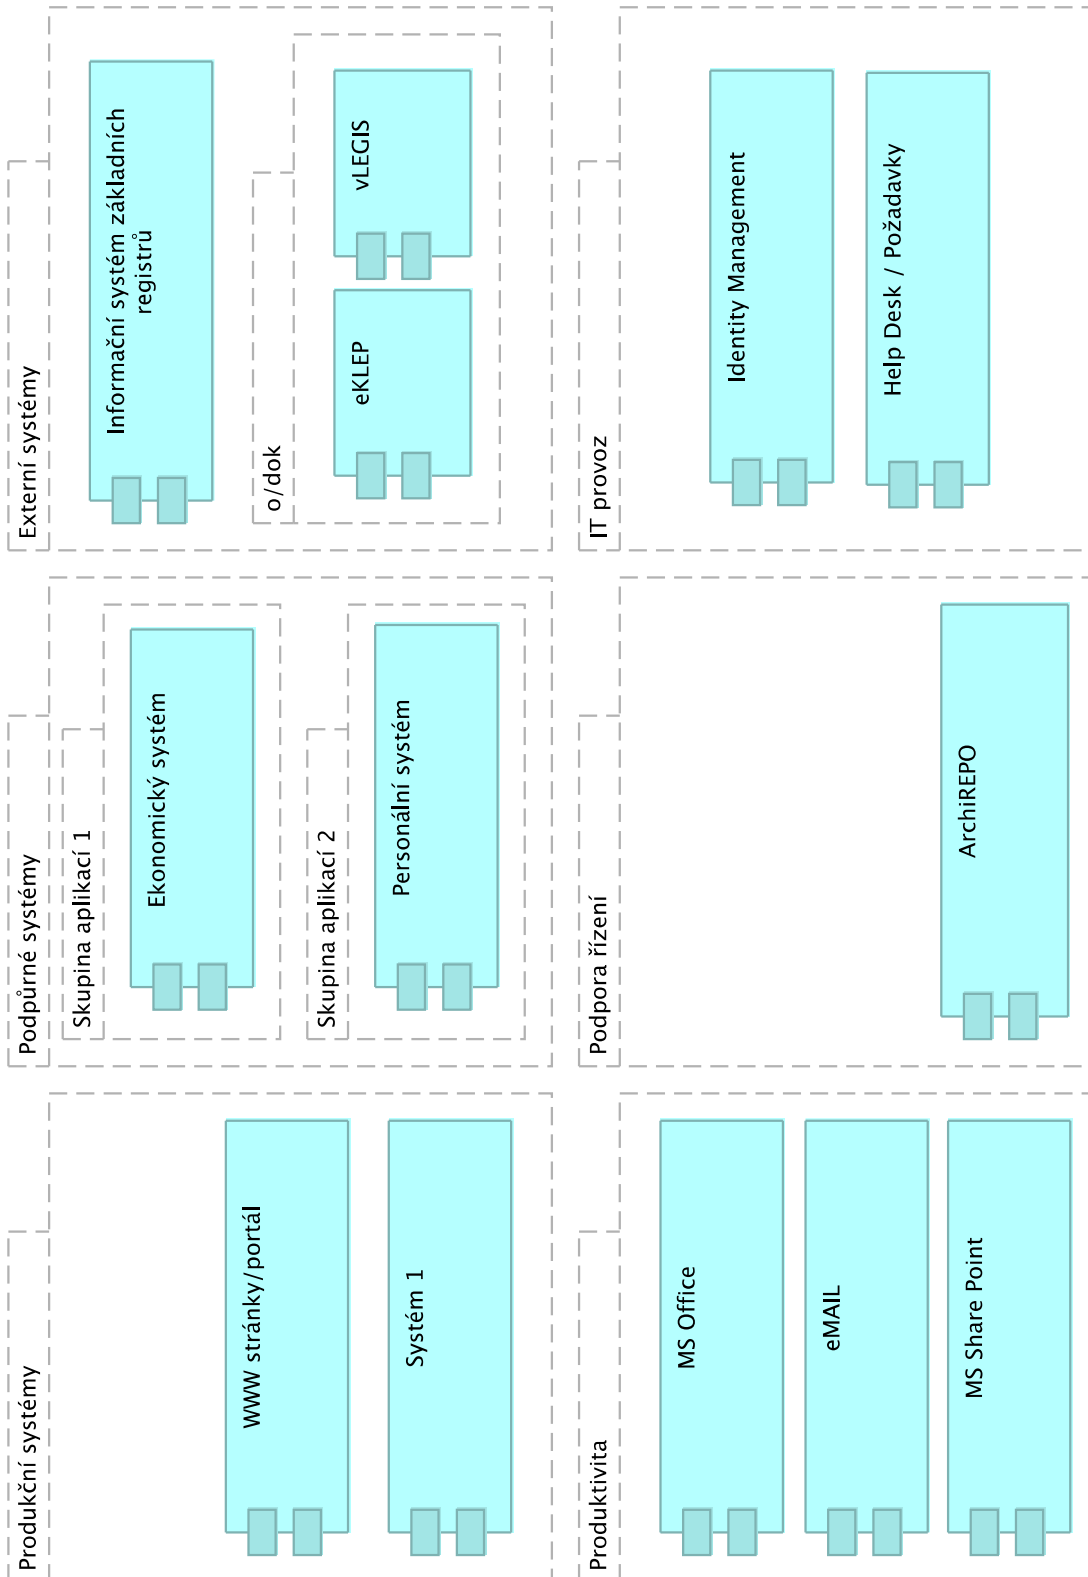 Produkční systémy
WWW stránky/portál
Systém 1
Podpůrné systémy
Skupina aplikací 1
Ekonomický systém
Skupina aplikací 2
Personální systém
Externí systémy
Informační systém základních
registrů
o/dok
eKLEP
vLEGIS
Produktivita
MS Office
eMAIL
MS Share Point
Podpora řízení
ArchiREPO
IT provoz
Identity Management
Help Desk / Požadavky